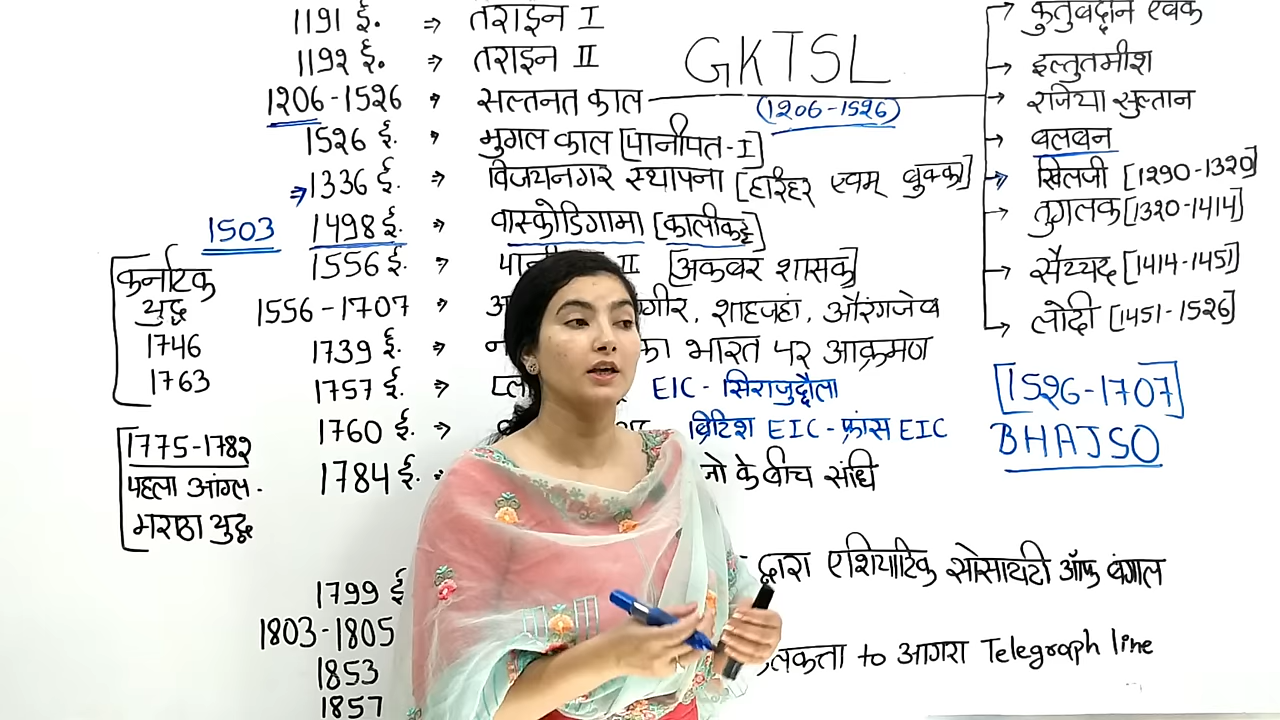 1191 ई. ⇒ तराईन I
1192 ई. ⇒ तराईन II
1206-1526 ⇒ सल्तनत काल
1526 ई. ⇒ मुगल काल [पानीपत-I]
⇒ 1336 ई. ⇒ विजयनगर स्थापना [हरिहर एवम् बुक्का]
1503 1498 ई. ⇒ वास्कोडिगामा [कालीकट]
1556 ई. ⇒ II [अकबर शासक]
1556-1707 ⇒ शाहजहां, औरंगजेब
1739 ई. ⇒ का भारत पर आक्रमण
1757 ई. ⇒ EIC - सिराजुद्दौला
1760 ई. ⇒ ब्रिटिश EIC - फ्रांस EIC
1784 ई. के बीच संधि
1799 ई द्वारा एशियाटिक सोसायटी ऑफ बंगाल
1803-1805
1853 to आगरा Telegraph line
1857
कर्नाटक
युद्ध
1746
1763
1775-1782
पहला आंग्ल-
मराठा युद्ध
GKTSL
(1206-1526)
कुतुबद्दीन एबक
इल्तुतमीश
रजिया सुल्तान
बलबन
खिलजी [1290-1320]
तुगलक [1320-1414]
सैय्यद [1414-1451]
लोदी [1451-1526]
[1526-1707]
BHAJSO